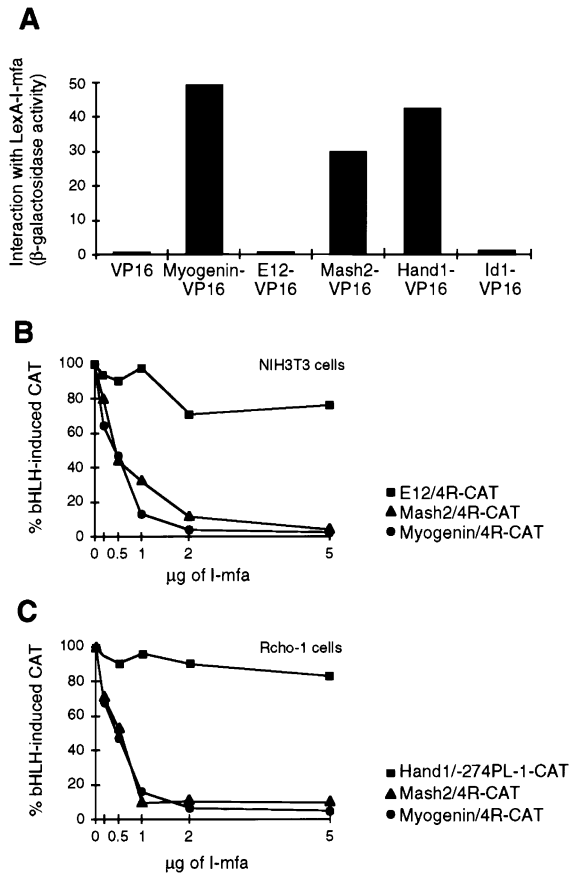 A
Interaction with LexA-I-mfa
(β-galactosidase activity)
50
40
30
20
10
0
VP16 Myogenin- E12- Mash2- Hand1- Id1-
VP16 VP16 VP16 VP16 VP16
B
% bHLH-induced CAT
100
80
60
40
20
0
NIH3T3 cells
0 0.5 1 2 5
µg of I-mfa
E12/4R-CAT
Mash2/4R-CAT
Myogenin/4R-CAT
C
% bHLH-induced CAT
100
80
60
40
20
0
Rcho-1 cells
0 0.5 1 2 5
µg of I-mfa
Hand1/-274PL-1-CAT
Mash2/4R-CAT
Myogenin/4R-CAT